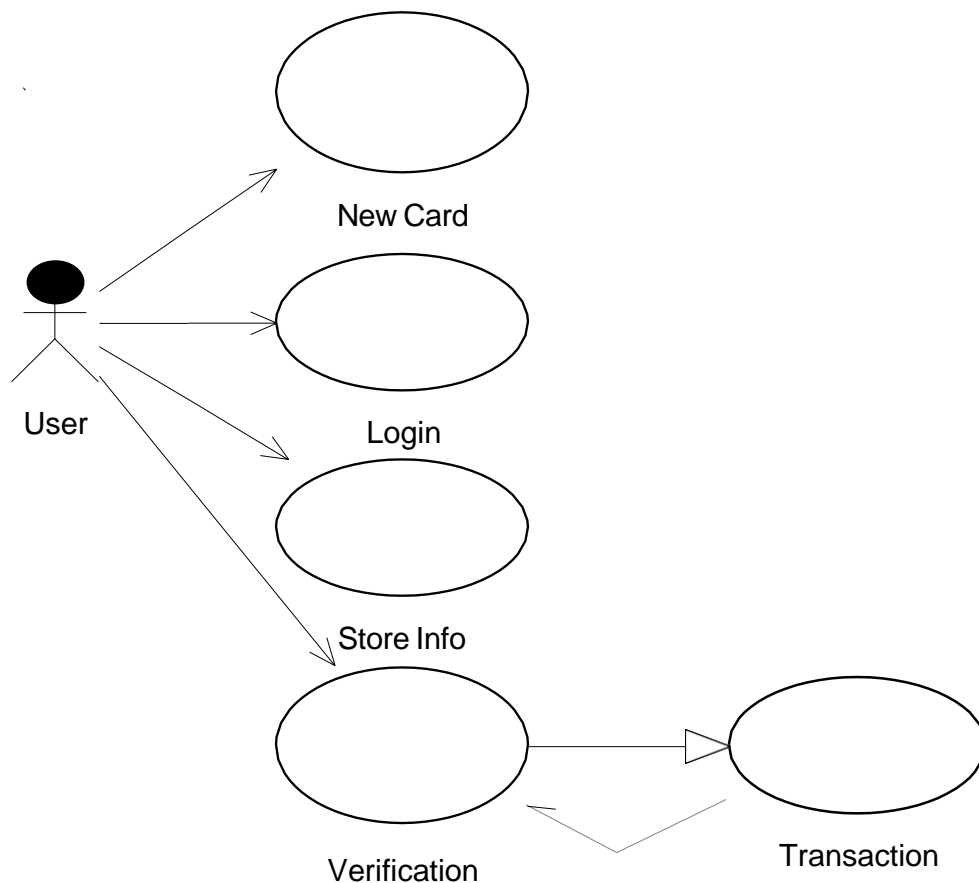 New Card
User
Login
Store Info
Verification
Transaction